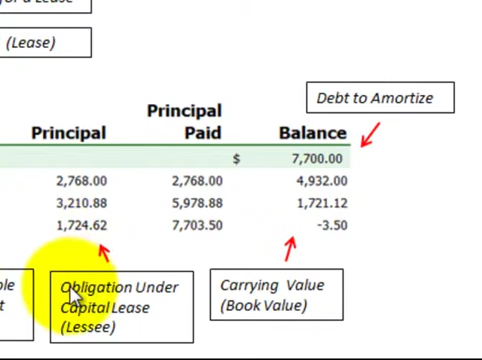 (Lease)
Debt to Amortize
Principal
Principal Paid Balance
$ 7,700.00
2,768.00 2,768.00 4,932.00
3,210.88 5,978.88 1,721.12
1,724.62 7,703.50 -3.50
Obligation Under
Capital Lease
(Lessee)
Carrying Value
(Book Value)